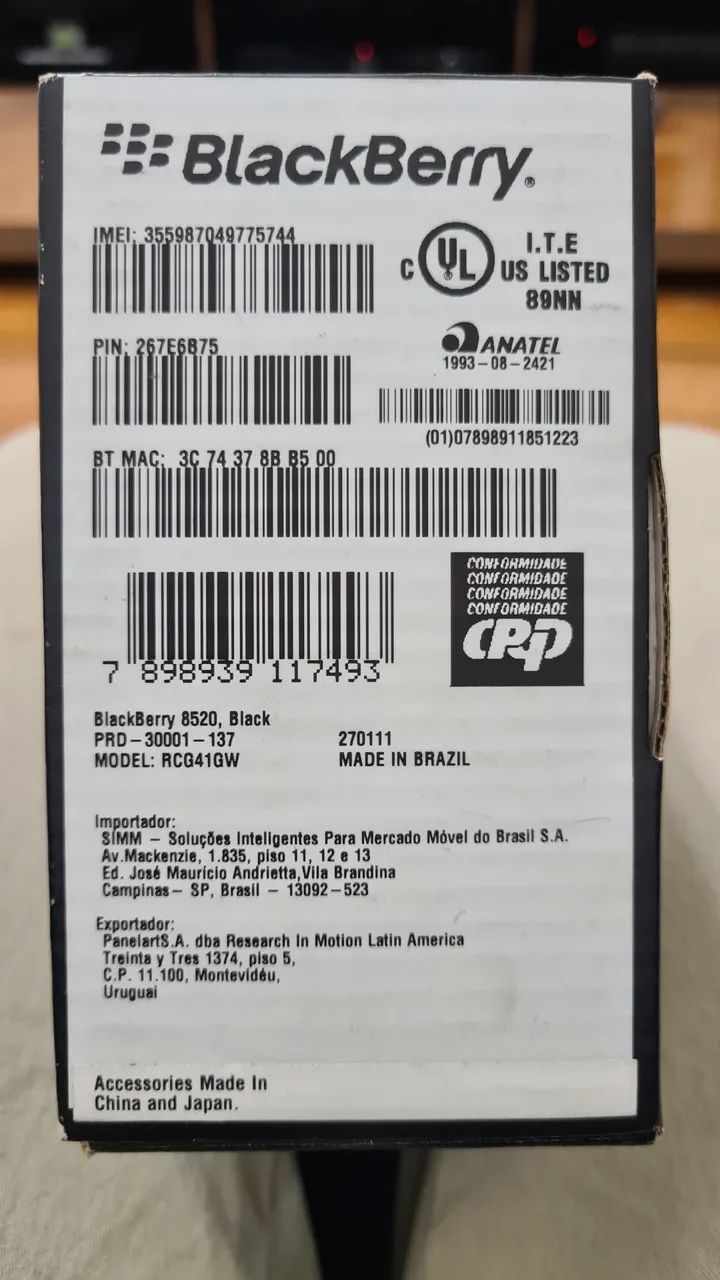 BlackBerry®
IMEI: 355987049775744
C UL US LISTED
I.T.E
89NN
PIN: 267E6B75
ANATEL
1993-08-2421
(01)07898911851223
BT MAC: 3C 74 37 8B B5 00
CONFORMIDADE
CONFORMIDADE
CONFORMIDADE
CONFORMIDADE
CPqD
7 898939 117493
BlackBerry 8520, Black
PRD-30001-137 270111
MODEL: RCG41GW MADE IN BRAZIL
Importador:
SIMM - Soluções Inteligentes Para Mercado Móvel do Brasil S.A.
Av.Mackenzie, 1.835, piso 11, 12 e 13
Ed. José Maurício Andrietta,Vila Brandina
Campinas- SP, Brasil - 13092-523
Exportador:
PanelartS.A. dba Research In Motion Latin America
Treinta y Tres 1374, piso 5,
C.P. 11.100, Montevidéu,
Uruguai
Accessories Made In
China and Japan.